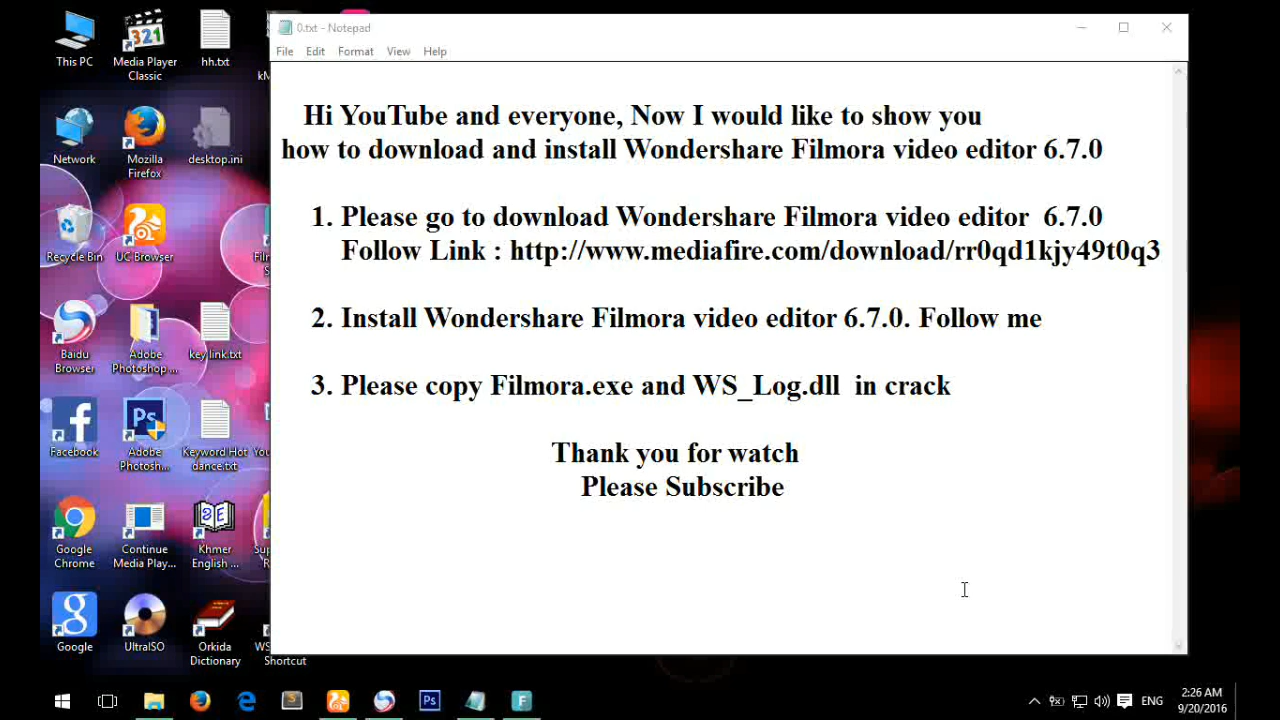 0.txt - Notepad
File Edit Format View Help
Hi YouTube and everyone, Now I would like to show you
how to download and install Wondershare Filmora video editor 6.7.0
1. Please go to download Wondershare Filmora video editor 6.7.0
Follow Link : http://www.mediafire.com/download/rr0qd1kjy49t0q3
2. Install Wondershare Filmora video editor 6.7.0. Follow me
3. Please copy Filmora.exe and WS_Log.dll in crack
Thank you for watch
Please Subscribe
This PC
Media Player
Classic
321
hh.txt
Network
Mozilla
Firefox
desktop.ini
Recycle Bin
UC Browser
Baidu
Browser
Adobe
Photoshop ...
key link.txt
Facebook
Ps
Adobe
Photosh...
Keyword Hot
dance.txt
Google
Chrome
Continue
Media Play...
Khmer
English ...
Google
UltraISO
Orkida
Dictionary
Shortcut
Ps
F
ENG
2:26 AM
9/20/2016